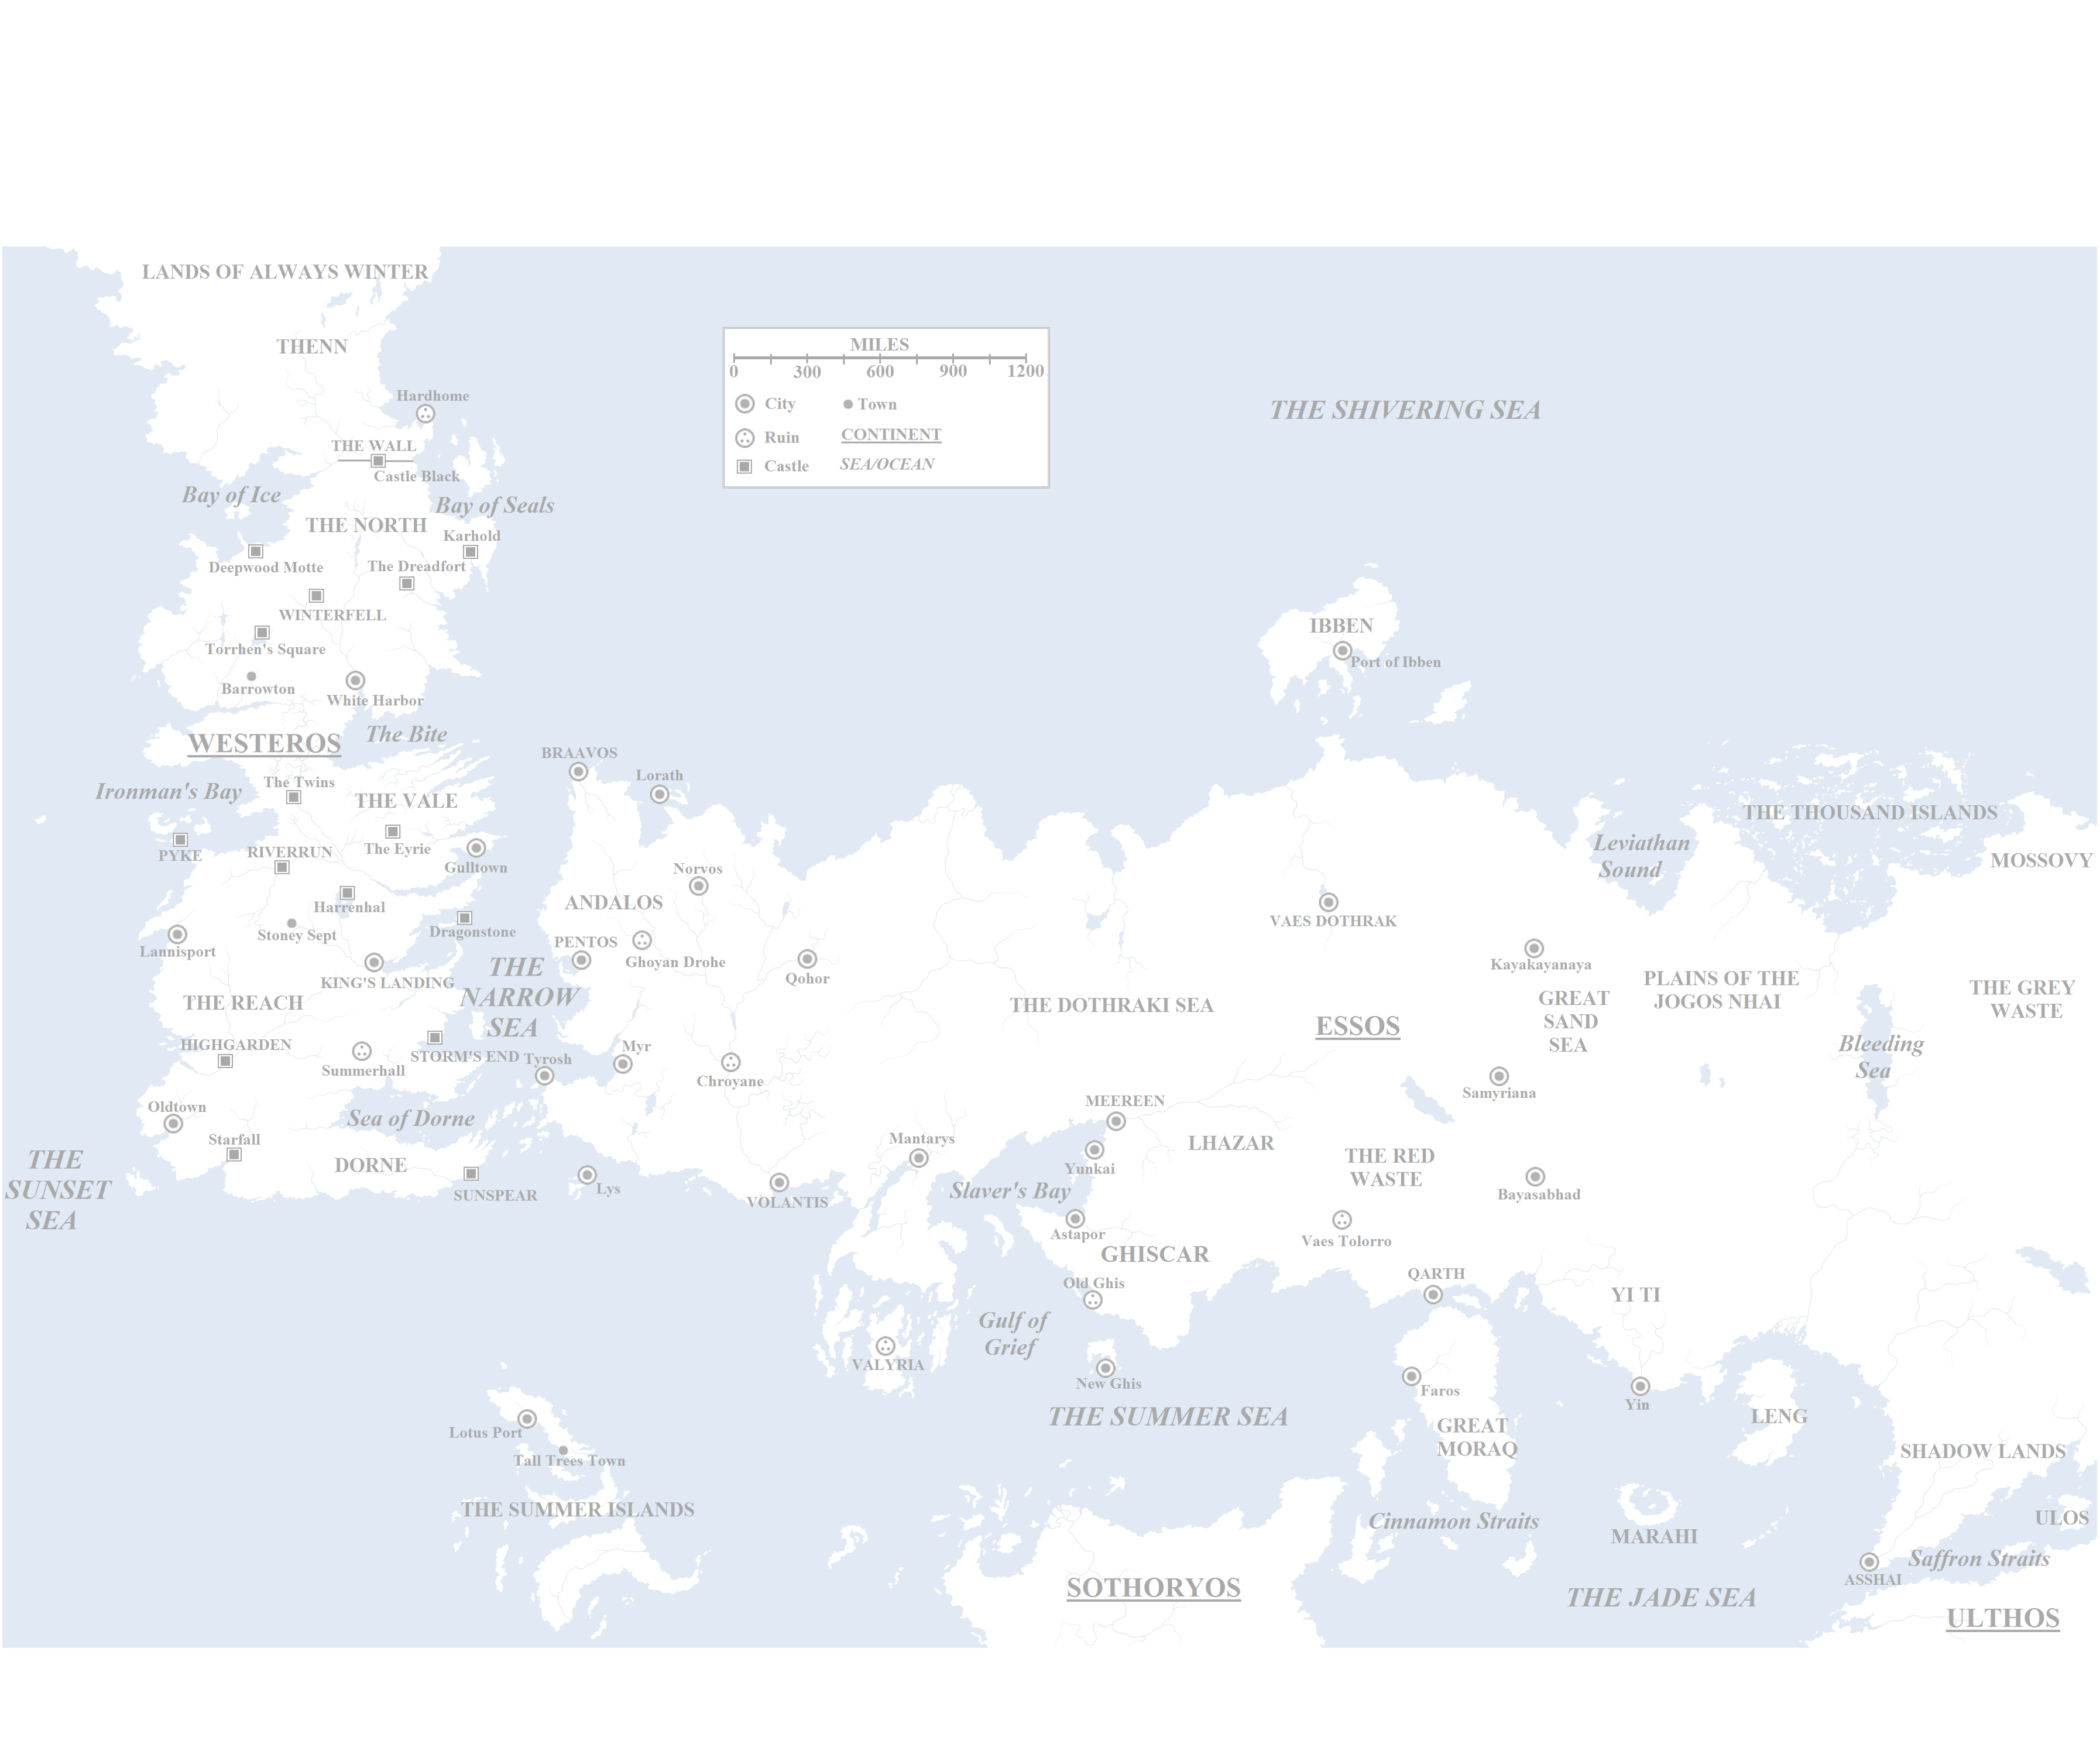 LANDS OF ALWAYS WINTER
THENN
Hardhome
THE WALL
Castle Black
Bay of Ice
Bay of Seals
THE NORTH
Karhold
Deepwood Motte
The Dreadfort
WINTERFELL
Torrhen's Square
Barrowton
White Harbor
WESTEROS
The Bite
Ironman's Bay
The Twins
THE VALE
PYKE
RIVERRUN
The Eyrie
Gulltown
Harrenhal
Stoney Sept
Dragonstone
Lannisport
KING'S LANDING
THE REACH
HIGHGARDEN
Summerhall
STORM'S END
Oldtown
Sea of Dorne
Starfall
DORNE
SUNSPEAR
THE
SUNSET
SEA
THE
NARROW
SEA
MILES
0 300 600 900 1200
City
Town
Ruin
CONTINENT
Castle
SEA/OCEAN
THE SHIVERING SEA
IBBEN
Port of Ibben
BRAAVOS
Lorath
Norvos
ANDALOS
PENTOS
Ghoyan Drohe
Qohor
Tyrosh
Myr
Chroyane
Lys
VOLANTIS
Mantarys
VALYRIA
THE DOTHRAKI SEA
VAES DOTHRAK
ESSOS
MEEREEN
Yunkai
LHAZAR
Slaver's Bay
Astapor
GHISCAR
Old Ghis
Gulf of
Grief
New Ghis
THE SUMMER SEA
Lotus Port
Tall Trees Town
THE SUMMER ISLANDS
SOTHORYOS
Leviathan
Sound
THE THOUSAND ISLANDS
MOSSOVY
Kayakayanaya
GREAT
SAND
SEA
PLAINS OF THE
JOGOS NHAI
THE GREY
WASTE
Bleeding
Sea
Samyriana
THE RED
WASTE
Bayasabhad
Vaes Tolorro
QARTH
YI TI
Faros
GREAT
MORAQ
Yin
LENG
Cinnamon Straits
MARAHI
THE JADE SEA
SHADOW LANDS
ULOS
Saffron Straits
ASSHAI
ULTHOS